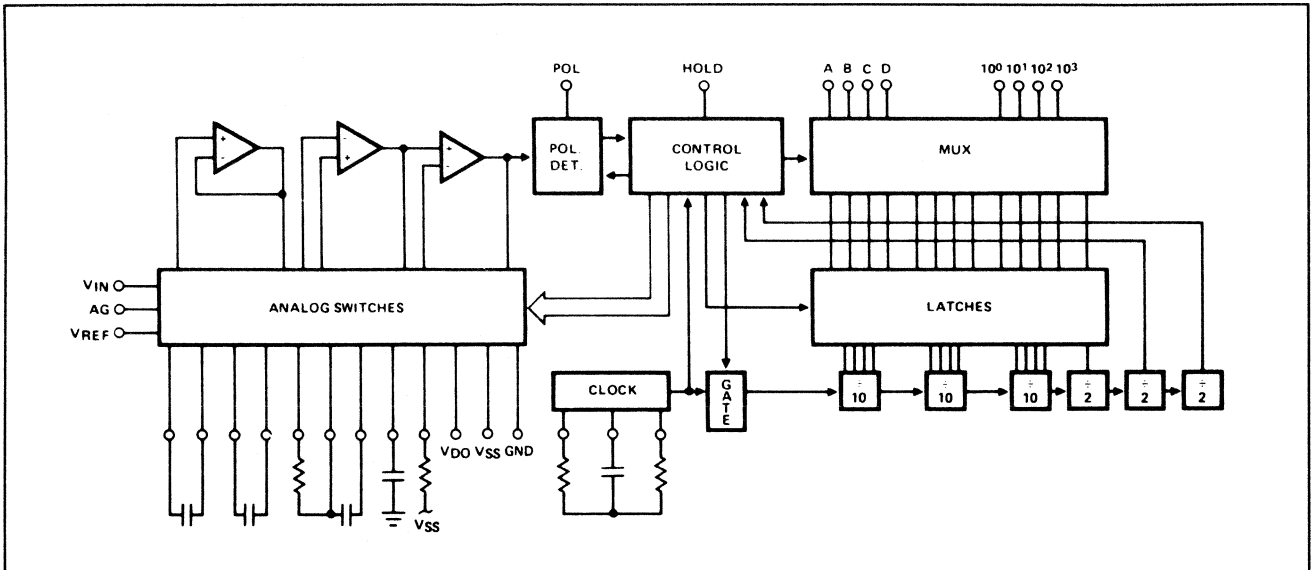 POL
HOLD
A B C D
10⁰ 10¹ 10² 10³
+
-
-
+
+
-
POL.
DET.
CONTROL
LOGIC
MUX
VIN
AG
VREF
ANALOG SWITCHES
LATCHES
CLOCK
GATE
÷
10
÷
10
÷
10
÷
2
÷
2
÷
2
VDO VSS GND
VSS